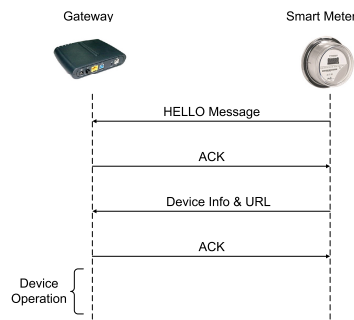 Gateway
Smart Meter
HELLO Message
ACK
Device Info & URL
ACK
Device
Operation